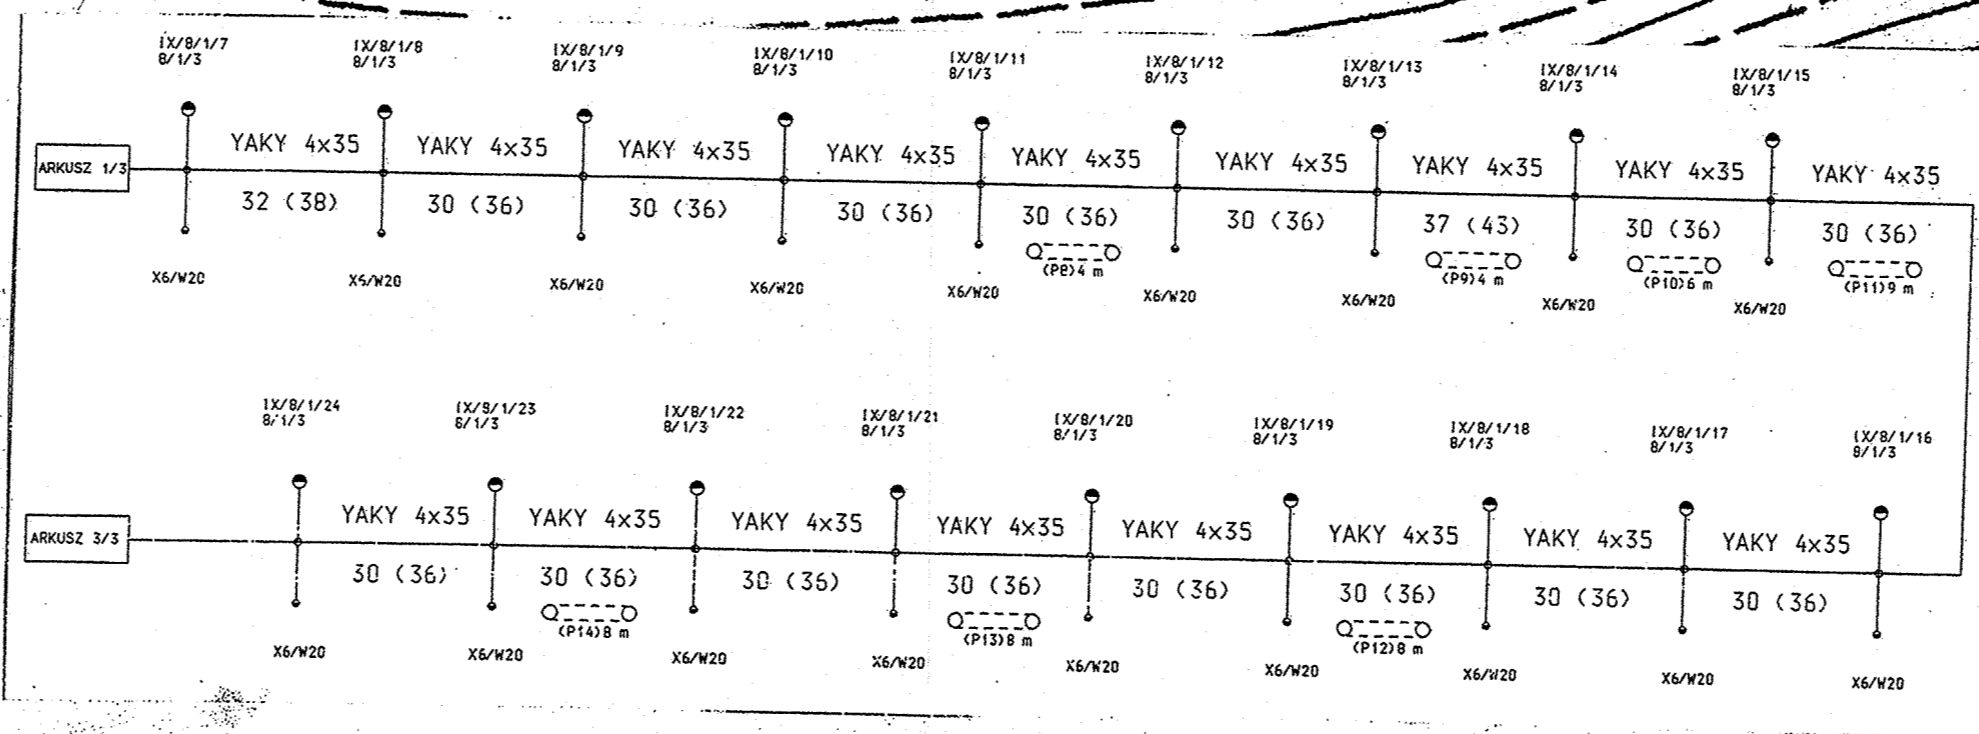 IX/8/1/7 IX/8/1/8 IX/8/1/9 IX/8/1/10 IX/8/1/11 IX/8/1/12 IX/8/1/13 IX/8/1/14 IX/8/1/15
8/1/3 8/1/3 8/1/3 8/1/3 8/1/3 8/1/3 8/1/3 8/1/3 8/1/3
ARKUSZ 1/3
YAKY 4x35 YAKY 4x35 YAKY 4x35 YAKY 4x35 YAKY 4x35 YAKY 4x35 YAKY 4x35 YAKY 4x35 YAKY 4x35
32 (38) 30 (36) 30 (36) 30 (36) 30 (36) 30 (36) 37 (43) 30 (36) 30 (36)
(P8)4 m (P9)4 m (P10)6 m (P11)9 m
X6/W20 X6/W20 X6/W20 X6/W20 X6/W20 X6/W20 X6/W20 X6/W20 X6/W20
IX/8/1/24 IX/8/1/23 IX/8/1/22 IX/8/1/21 IX/8/1/20 IX/8/1/19 IX/8/1/18 IX/8/1/17 IX/8/1/16
8/1/3 8/1/3 8/1/3 8/1/3 8/1/3 8/1/3 8/1/3 8/1/3 8/1/3
ARKUSZ 3/3
YAKY 4x35 YAKY 4x35 YAKY 4x35 YAKY 4x35 YAKY 4x35 YAKY 4x35 YAKY 4x35 YAKY 4x35
30 (36) 30 (36) 30 (36) 30 (36) 30 (36) 30 (36) 30 (36) 30 (36)
(P14)8 m (P13)8 m (P12)8 m
X6/W20 X6/W20 X6/W20 X6/W20 X6/W20 X6/W20 X6/W20 X6/W20 X6/W20